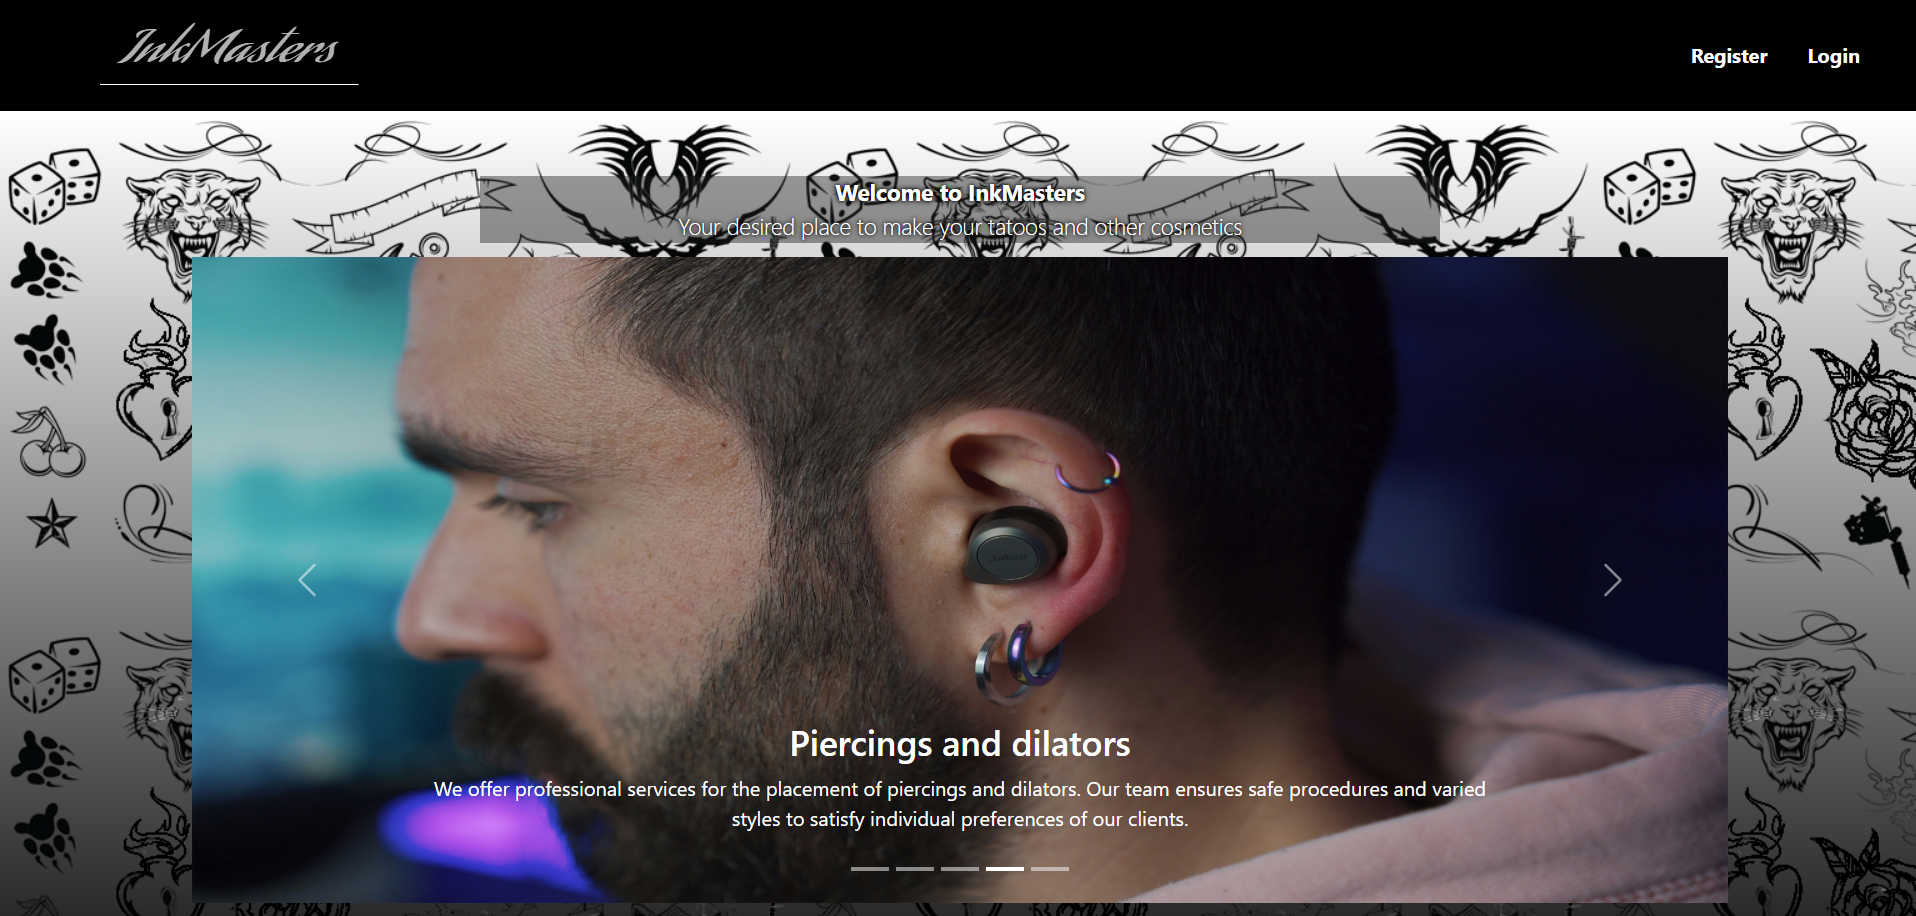 InkMasters
Register Login
Welcome to InkMasters
Your desired place to make your tatoos and other cosmetics
Piercings and dilators
We offer professional services for the placement of piercings and dilators. Our team ensures safe procedures and varied
styles to satisfy individual preferences of our clients.